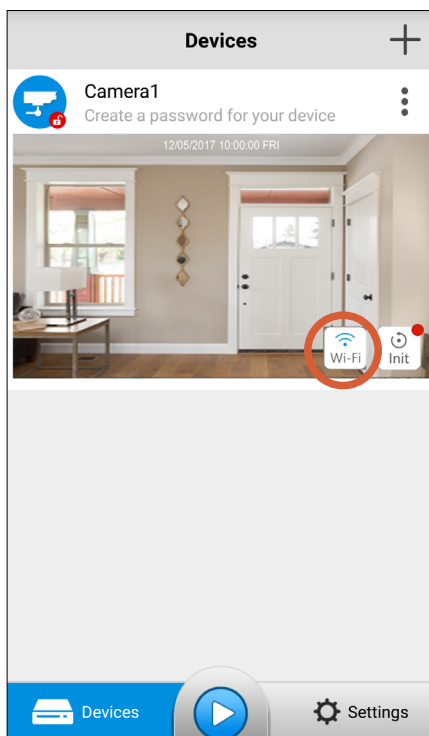 Devices
Camera1
Create a password for your device
12/05/2017 10:00:00 FRI
Wi-Fi
Init
Devices
Settings